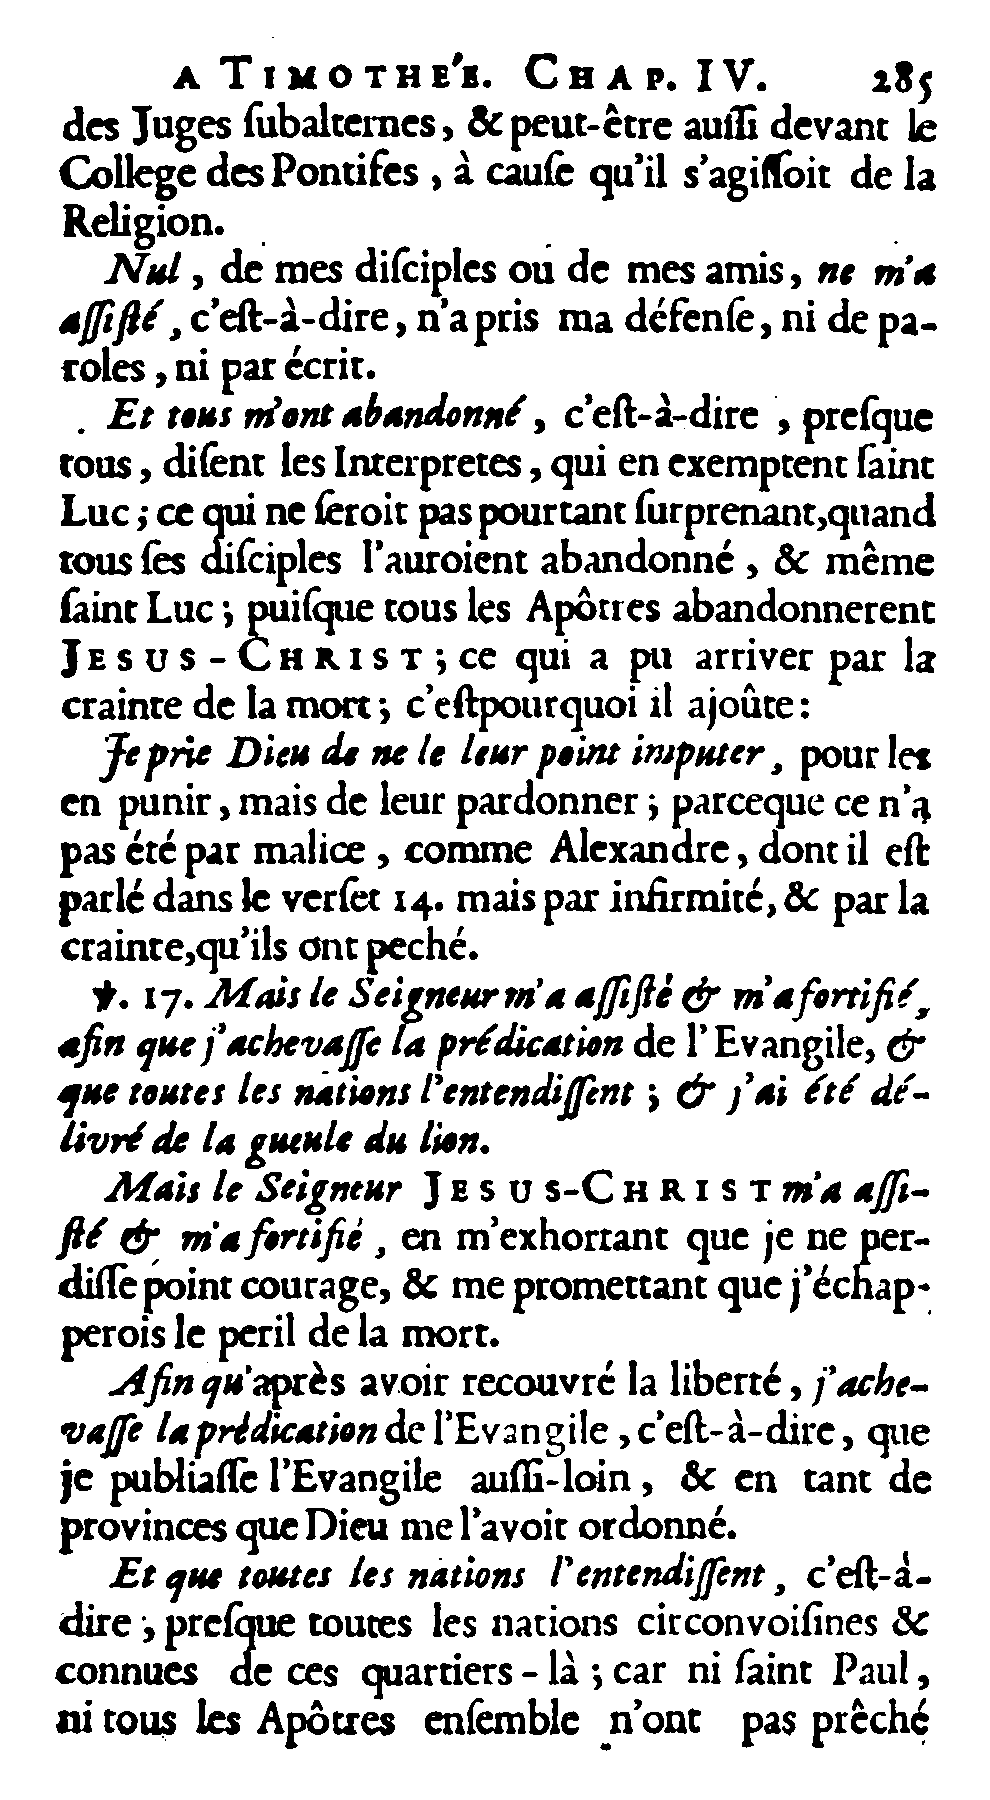 A TIMOTHE'E. CHAP. IV. 285
des Juges ſubalternes, & peut-être auſſi devant le
College des Pontifes, à cauſe qu'il s'agiſſoit de la
Religion.
Nul, de mes diſciples ou de mes amis, ne m'a
aſſiſté, c'eſt-à-dire, n'a pris ma défenſe, ni de pa-
roles, ni par écrit.
Et tous m'ont abandonné, c'eſt-à-dire, preſque
tous, diſent les Interpretes, qui en exemptent ſaint
Luc; ce qui ne ſeroit pas pourtant ſurprenant, quand
tous ſes diſciples l'auroient abandonné, & même
ſaint Luc; puiſque tous les Apôtres abandonnerent
JESUS-CHRIST; ce qui a pu arriver par la
crainte de la mort; c'eſtpourquoi il ajoûte:
Je prie Dieu de ne le leur point imputer, pour les
en punir, mais de leur pardonner; parceque ce n'a
pas été par malice, comme Alexandre, dont il eſt
parlé dans le verſet 14. mais par infirmité, & par la
crainte, qu'ils ont peché.
℣. 17. Mais le Seigneur m'a aſſiſté & m'a fortifié,
afin que j'achevaſſe la prédication de l'Evangile, &
que toutes les nations l'entendiſſent; & j'ai été dé-
livré de la gueule du lion.
Mais le Seigneur JESUS-CHRIST m'a aſſi-
ſté & m'a fortifié, en m'exhortant que je ne per-
diſſe point courage, & me promettant que j'échap-
perois le peril de la mort.
Afin qu'après avoir recouvré la liberté, j'ache-
vaſſe la prédication de l'Evangile, c'eſt-à-dire, que
je publiaſſe l'Evangile auſſi-loin, & en tant de
provinces que Dieu me l'avoit ordonné.
Et que toutes les nations l'entendiſſent, c'eſt-à-
dire; preſque toutes les nations circonvoiſines &
connues de ces quartiers-là; car ni ſaint Paul,
ni tous les Apôtres enſemble n'ont pas prêché